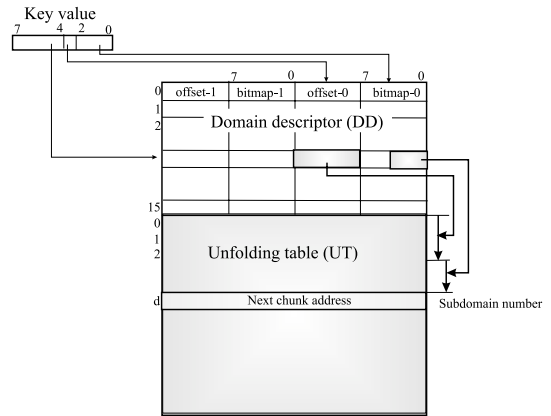 Key value
7 4 2 0
7 0 7 0
0 offset-1 bitmap-1 offset-0 bitmap-0
1
2 Domain descriptor (DD)
15
0
1
2 Unfolding table (UT)
d Next chunk address
Subdomain number